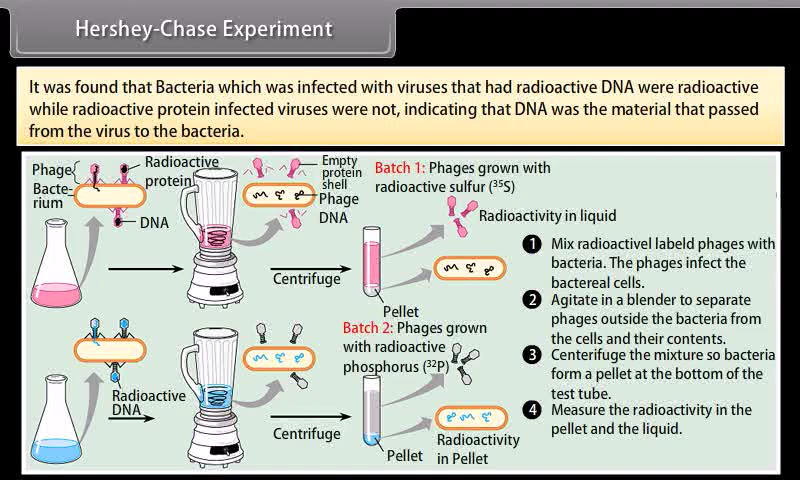 Hershey-Chase Experiment
It was found that Bacteria which was infected with viruses that had radioactive DNA were radioactive
while radioactive protein infected viruses were not, indicating that DNA was the material that passed
from the virus to the bacteria.
Phage
Bacte-
rium
Radioactive
protein
DNA
Empty
protein
shell
Phage
DNA
Batch 1: Phages grown with
radioactive sulfur (³⁵S)
Radioactivity in liquid
Centrifuge
Pellet
Batch 2: Phages grown
with radioactive
phosphorus (³²P)
Radioactive
DNA
Centrifuge
Pellet
Radioactivity
in Pellet
1 Mix radioactivel labeld phages with
bacteria. The phages infect the
bactereal cells.
2 Agitate in a blender to separate
phages outside the bacteria from
the cells and their contents.
3 Centerifuge the mixture so bacteria
form a pellet at the bottom of the
test tube.
4 Measure the radioactivity in the
pellet and the liquid.